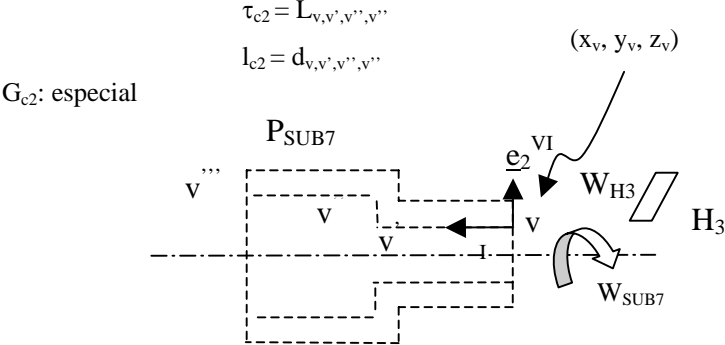 τc2 = Lv,v',v'',v''
lc2 = dv,v',v'',v''
(xv, yv, zv)
Gc2: especial
PSUB7
e2
VI
v'''
WH3
v''
v
H3
v'
I
WSUB7